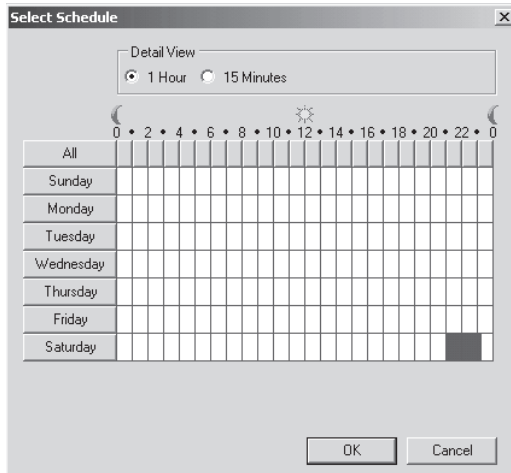 Select Schedule
Detail View
1 Hour 15 Minutes
0 • 2 • 4 • 6 • 8 • 10 • 12 • 14 • 16 • 18 • 20 • 22 • 0
All
Sunday
Monday
Tuesday
Wednesday
Thursday
Friday
Saturday
OK Cancel